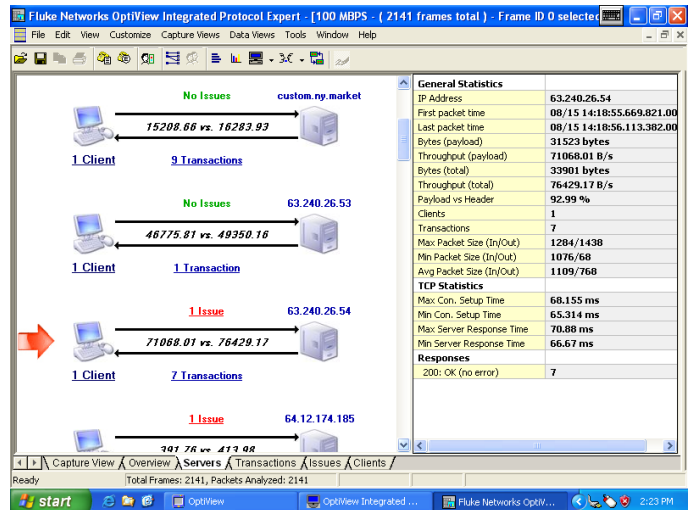 Fluke Networks OptiView Integrated Protocol Expert - [100 MBPS - ( 2141 frames total ) - Frame ID 0 selected
File Edit View Customize Capture Views Data Views Tools Window Help
No Issues custom.ny.market
15208.66 vs. 16283.93
1 Client 9 Transactions
No Issues 63.240.26.53
46775.81 vs. 49350.16
1 Client 1 Transaction
1 Issue 63.240.26.54
71068.01 vs. 76429.17
1 Client 7 Transactions
1 Issue 64.12.174.185
391.76 vs. 413.98
General Statistics
IP Address 63.240.26.54
First packet time 08/15 14:18:55.669.821.00
Last packet time 08/15 14:18:56.113.382.00
Bytes (payload) 31523 bytes
Throughput (payload) 71068.01 B/s
Bytes (total) 33901 bytes
Throughput (total) 76429.17 B/s
Payload vs Header 92.99 %
Clients 1
Transactions 7
Max Packet Size (In/Out) 1284/1438
Min Packet Size (In/Out) 1076/68
Avg Packet Size (In/Out) 1109/768
TCP Statistics
Max Con. Setup Time 68.155 ms
Min Con. Setup Time 65.314 ms
Max Server Response Time 70.88 ms
Min Server Response Time 66.67 ms
Responses
200: OK (no error) 7
Capture View Overview Servers Transactions Issues Clients
Ready Total Frames: 2141, Packets Analyzed: 2141
start OptiView OptiView Integrated ... Fluke Networks OptiV... 2:23 PM